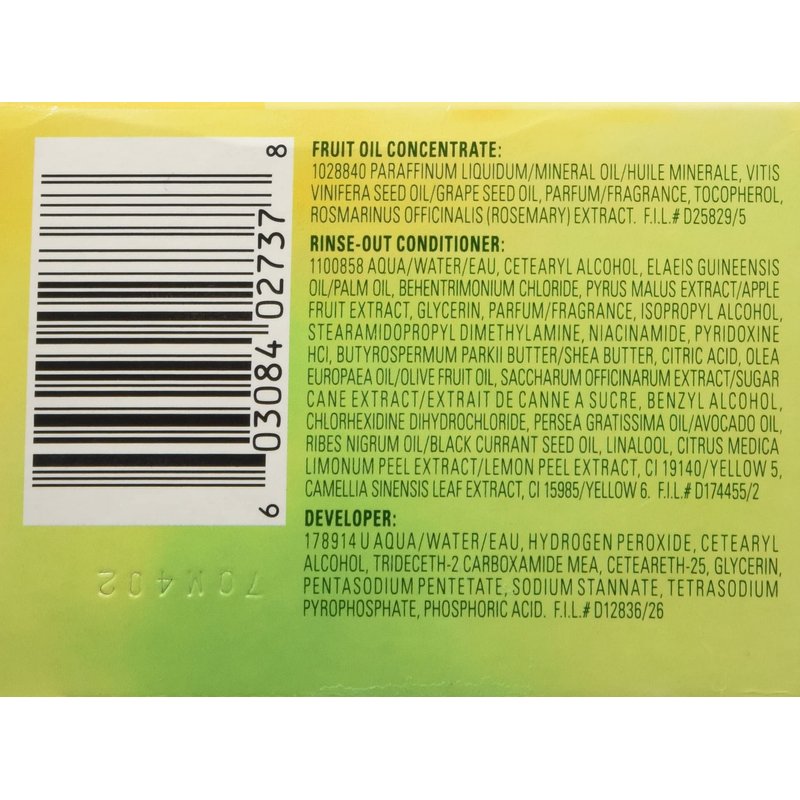 6 03084 02737 8
FRUIT OIL CONCENTRATE:
1028840 PARAFFINUM LIQUIDUM/MINERAL OIL/HUILE MINERALE, VITIS
VINIFERA SEED OIL/GRAPE SEED OIL, PARFUM/FRAGRANCE, TOCOPHEROL,
ROSMARINUS OFFICINALIS (ROSEMARY) EXTRACT. F.I.L.# D25829/5
RINSE-OUT CONDITIONER:
1100858 AQUA/WATER/EAU, CETEARYL ALCOHOL, ELAEIS GUINEENSIS
OIL/PALM OIL, BEHENTRIMONIUM CHLORIDE, PYRUS MALUS EXTRACT/APPLE
FRUIT EXTRACT, GLYCERIN, PARFUM/FRAGRANCE, ISOPROPYL ALCOHOL,
STEARAMIDOPROPYL DIMETHYLAMINE, NIACINAMIDE, PYRIDOXINE
HCI, BUTYROSPERMUM PARKII BUTTER/SHEA BUTTER, CITRIC ACID, OLEA
EUROPAEA OIL/OLIVE FRUIT OIL, SACCHARUM OFFICINARUM EXTRACT/SUGAR
CANE EXTRACT/EXTRAIT DE CANNE A SUCRE, BENZYL ALCOHOL,
CHLORHEXIDINE DIHYDROCHLORIDE, PERSEA GRATISSIMA OIL/AVOCADO OIL,
RIBES NIGRUM OIL/BLACK CURRANT SEED OIL, LINALOOL, CITRUS MEDICA
LIMONUM PEEL EXTRACT/LEMON PEEL EXTRACT, CI 19140/YELLOW 5,
CAMELLIA SINENSIS LEAF EXTRACT, CI 15985/YELLOW 6. F.I.L.# D174455/2
DEVELOPER:
178914 U AQUA/WATER/EAU, HYDROGEN PEROXIDE, CETEARYL
ALCOHOL, TRIDECETH-2 CARBOXAMIDE MEA, CETEARETH-25, GLYCERIN,
PENTASODIUM PENTETATE, SODIUM STANNATE, TETRASODIUM
PYROPHOSPHATE, PHOSPHORIC ACID. F.I.L.# D12836/26